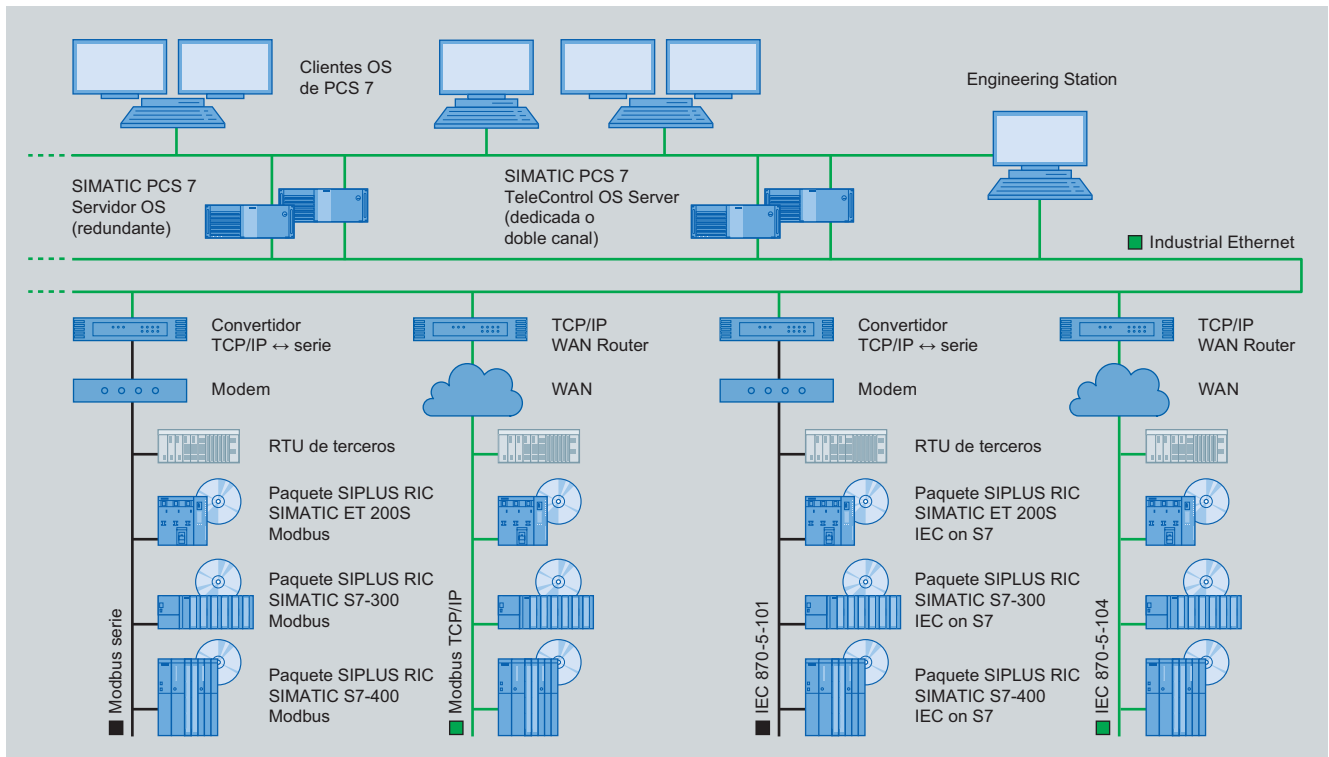 Clientes OS
de PCS 7
Engineering Station
SIMATIC PCS 7
Servidor OS
(redundante)
SIMATIC PCS 7
TeleControl OS Server
(dedicada o
doble canal)
Industrial Ethernet
Convertidor
TCP/IP ↔ serie
TCP/IP
WAN Router
Convertidor
TCP/IP ↔ serie
TCP/IP
WAN Router
Modem
WAN
Modem
WAN
RTU de terceros
RTU de terceros
Paquete SIPLUS RIC
SIMATIC ET 200S
Modbus
Paquete SIPLUS RIC
SIMATIC ET 200S
IEC on S7
Paquete SIPLUS RIC
SIMATIC S7-300
Modbus
Paquete SIPLUS RIC
SIMATIC S7-300
IEC on S7
Paquete SIPLUS RIC
SIMATIC S7-400
Modbus
Paquete SIPLUS RIC
SIMATIC S7-400
IEC on S7
Modbus serie
Modbus TCP/IP
IEC 870-5-101
IEC 870-5-104